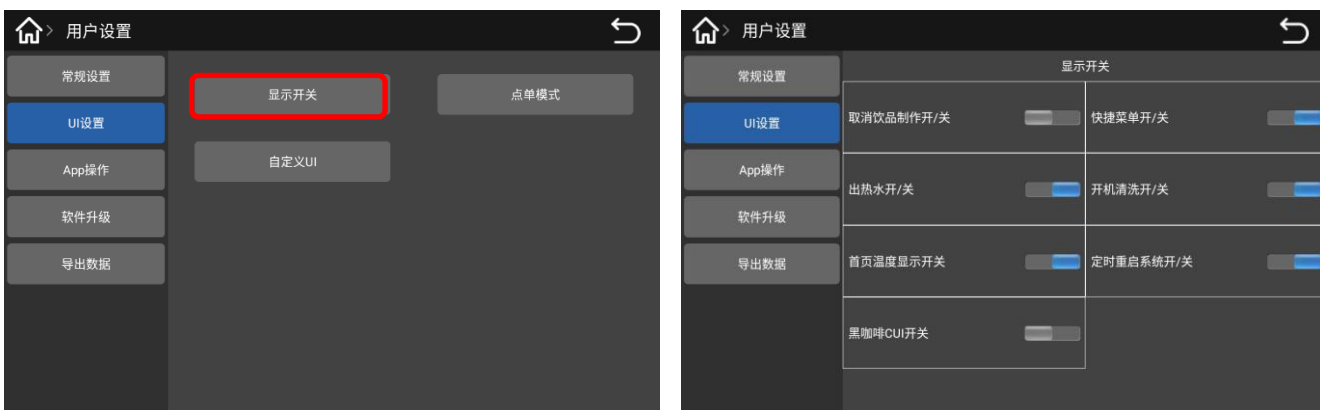 用户设置
常规设置
UI设置
App操作
软件升级
导出数据
显示开关
点单模式
自定义UI
用户设置
常规设置
UI设置
App操作
软件升级
导出数据
显示开关
取消饮品制作开/关
快捷菜单开/关
出热水开/关
开机清洗开/关
首页温度显示开关
定时重启系统开/关
黑咖啡CUI开关